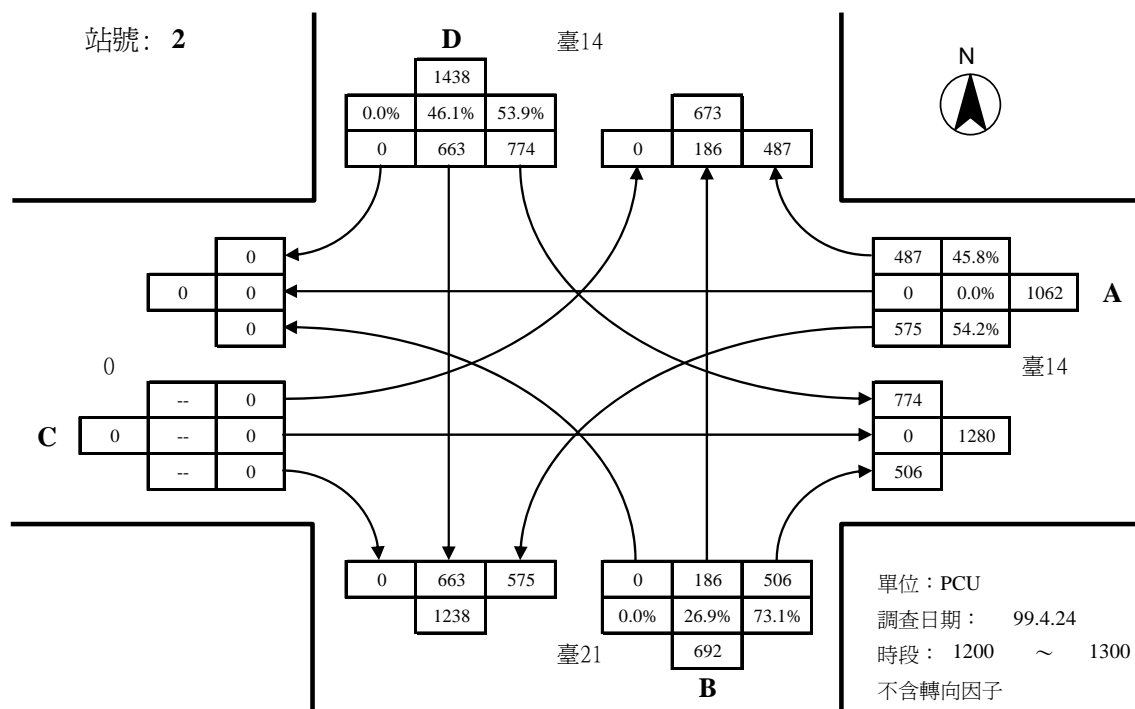 站號： 2
D
臺14
N
1438
0.0% 46.1% 53.9%
0 663 774
673
0 186 487
0
0 0
0
487 45.8%
0 0.0% 1062
575 54.2%
A
0
臺14
-- 0
C 0 -- 0
-- 0
774
0 1280
506
0 663 575
1238
臺21
0 186 506
0.0% 26.9% 73.1%
692
B
單位：PCU
調查日期： 99.4.24
時段： 1200 ～ 1300
不含轉向因子